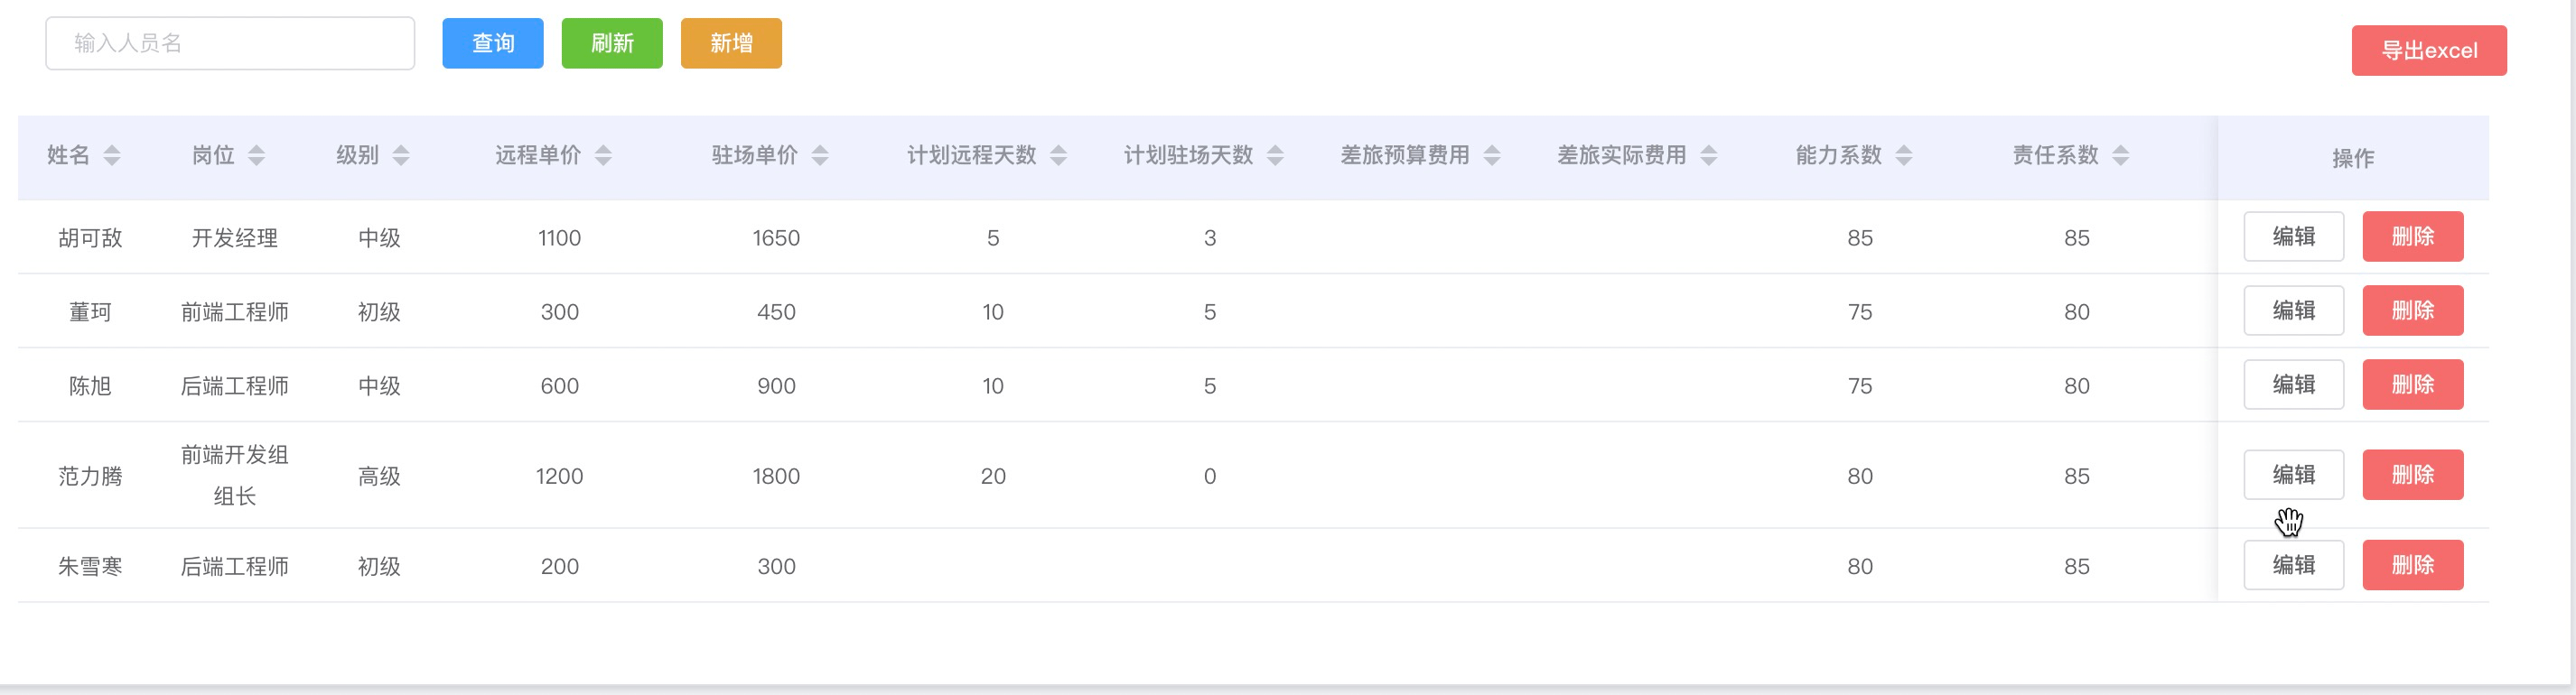 输入人员名 查询 刷新 新增 导出excel
姓名 岗位 级别 远程单价 驻场单价 计划远程天数 计划驻场天数 差旅预算费用 差旅实际费用 能力系数 责任系数 操作
胡可敌 开发经理 中级 1100 1650 5 3 85 85 编辑 删除
董珂 前端工程师 初级 300 450 10 5 75 80 编辑 删除
陈旭 后端工程师 中级 600 900 10 5 75 80 编辑 删除
范力腾 前端开发组 高级 1200 1800 20 0 80 85 编辑 删除
组长
朱雪寒 后端工程师 初级 200 300 80 85 编辑 删除